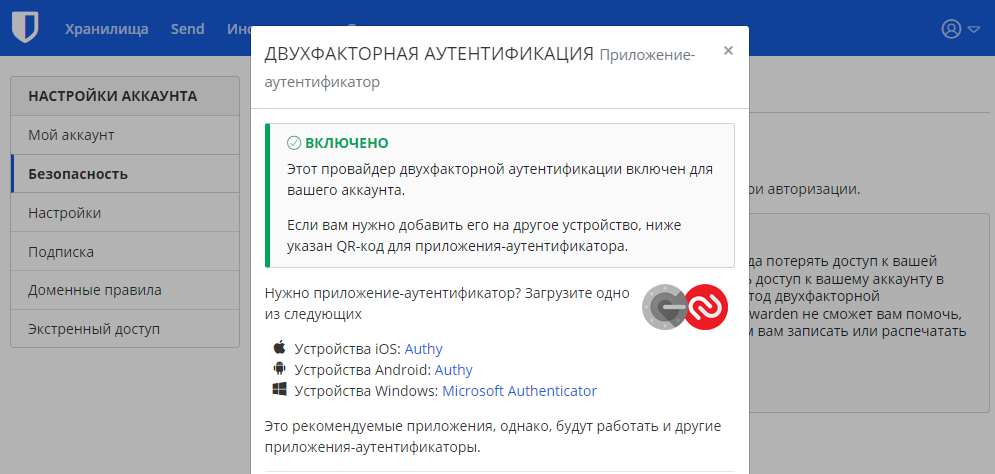 Хранилища Send
ДВУХФАКТОРНАЯ АУТЕНТИФИКАЦИЯ Приложение-
аутентификатор
×
НАСТРОЙКИ АККАУНТА
Мой аккаунт
Безопасность
Настройки
Подписка
Доменные правила
Экстренный доступ
ВКЛЮЧЕНО
Этот провайдер двухфакторной аутентификации включен для
вашего аккаунта.
Если вам нужно добавить его на другое устройство, ниже
указан QR-код для приложения-аутентификатора.
Нужно приложение-аутентификатор? Загрузите одно
из следующих
Устройства iOS: Authy
Устройства Android: Authy
Устройства Windows: Microsoft Authenticator
Это рекомендуемые приложения, однако, будут работать и другие
приложения-аутентификаторы.
ри авторизации.
да потерять доступ к вашей
ь доступ к вашему аккаунту в
тод двухфакторной
warden не сможет вам помочь,
м вам записать или распечатать